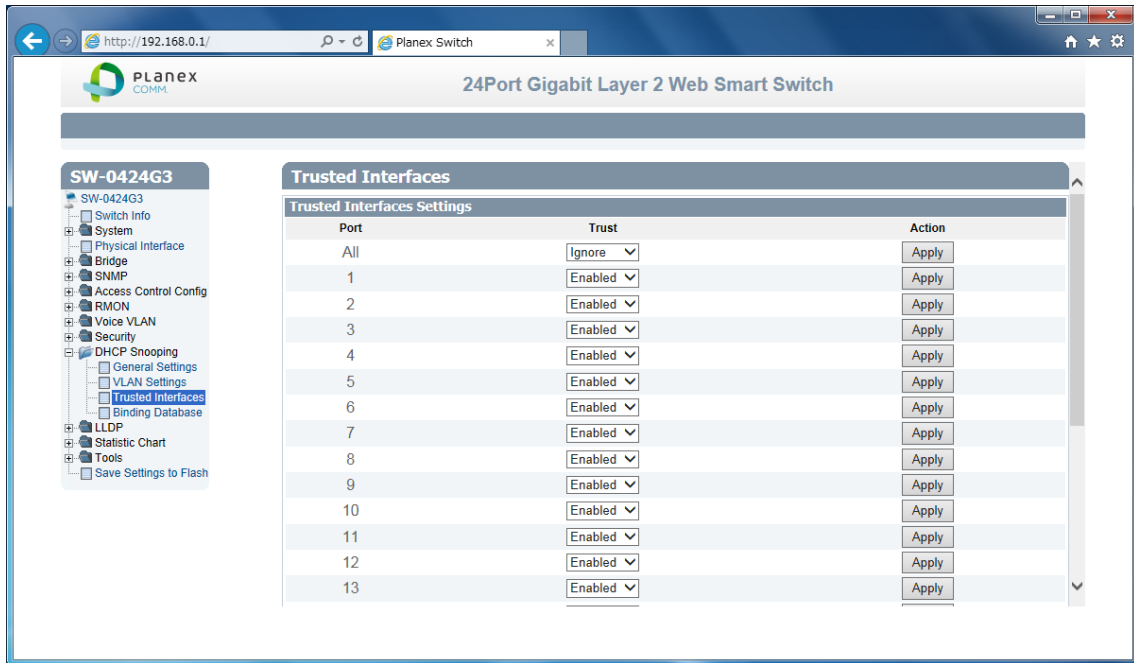 http://192.168.0.1/
Planex Switch
PLANEX
COMM.
24Port Gigabit Layer 2 Web Smart Switch
SW-0424G3
SW-0424G3
Switch Info
System
Physical Interface
Bridge
SNMP
Access Control Config
RMON
Voice VLAN
Security
DHCP Snooping
General Settings
VLAN Settings
Trusted Interfaces
Binding Database
LLDP
Statistic Chart
Tools
Save Settings to Flash
Trusted Interfaces
Trusted Interfaces Settings
Port Trust Action
All Ignore Apply
1 Enabled Apply
2 Enabled Apply
3 Enabled Apply
4 Enabled Apply
5 Enabled Apply
6 Enabled Apply
7 Enabled Apply
8 Enabled Apply
9 Enabled Apply
10 Enabled Apply
11 Enabled Apply
12 Enabled Apply
13 Enabled Apply